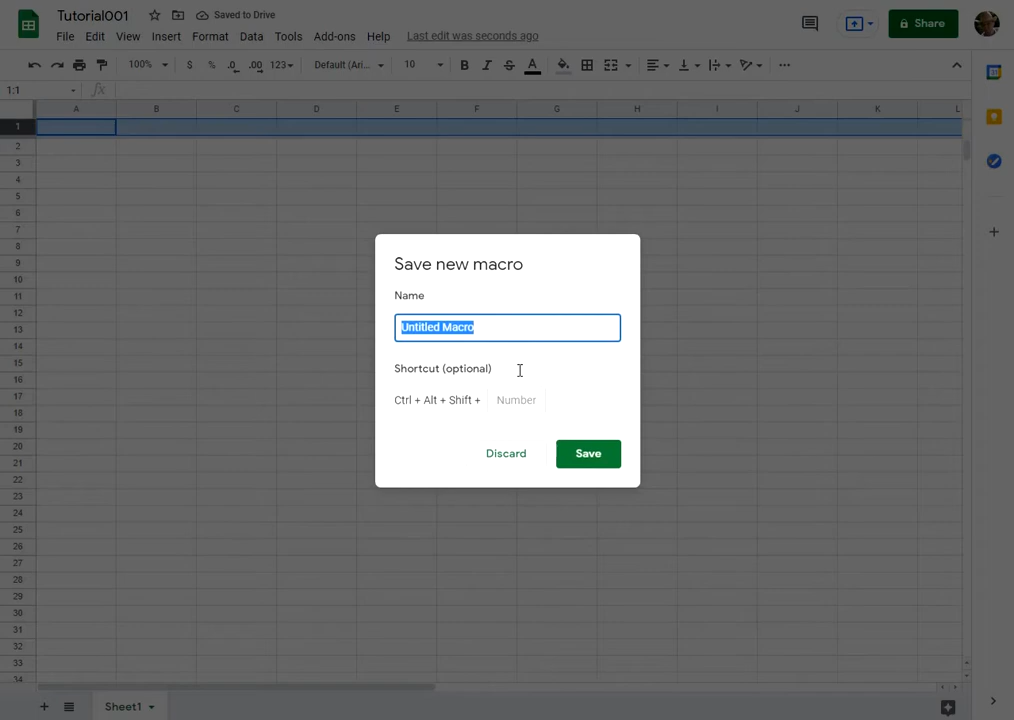 Tutorial001
Saved to Drive
File Edit View Insert Format Data Tools Add-ons Help Last edit was seconds ago
Share
100% $ % .0 .00 123 Default (Ari... 10 B I S A
1:1 fx
A B C D E F G H I J K L
1
2
3
4
5
6
7
8
9
10
11
12
13
14
15
16
17
18
19
20
21
22
23
24
25
26
27
28
29
30
31
32
33
34
Save new macro
Name
Untitled Macro
Shortcut (optional)
Ctrl + Alt + Shift + Number
Discard Save
Sheet1